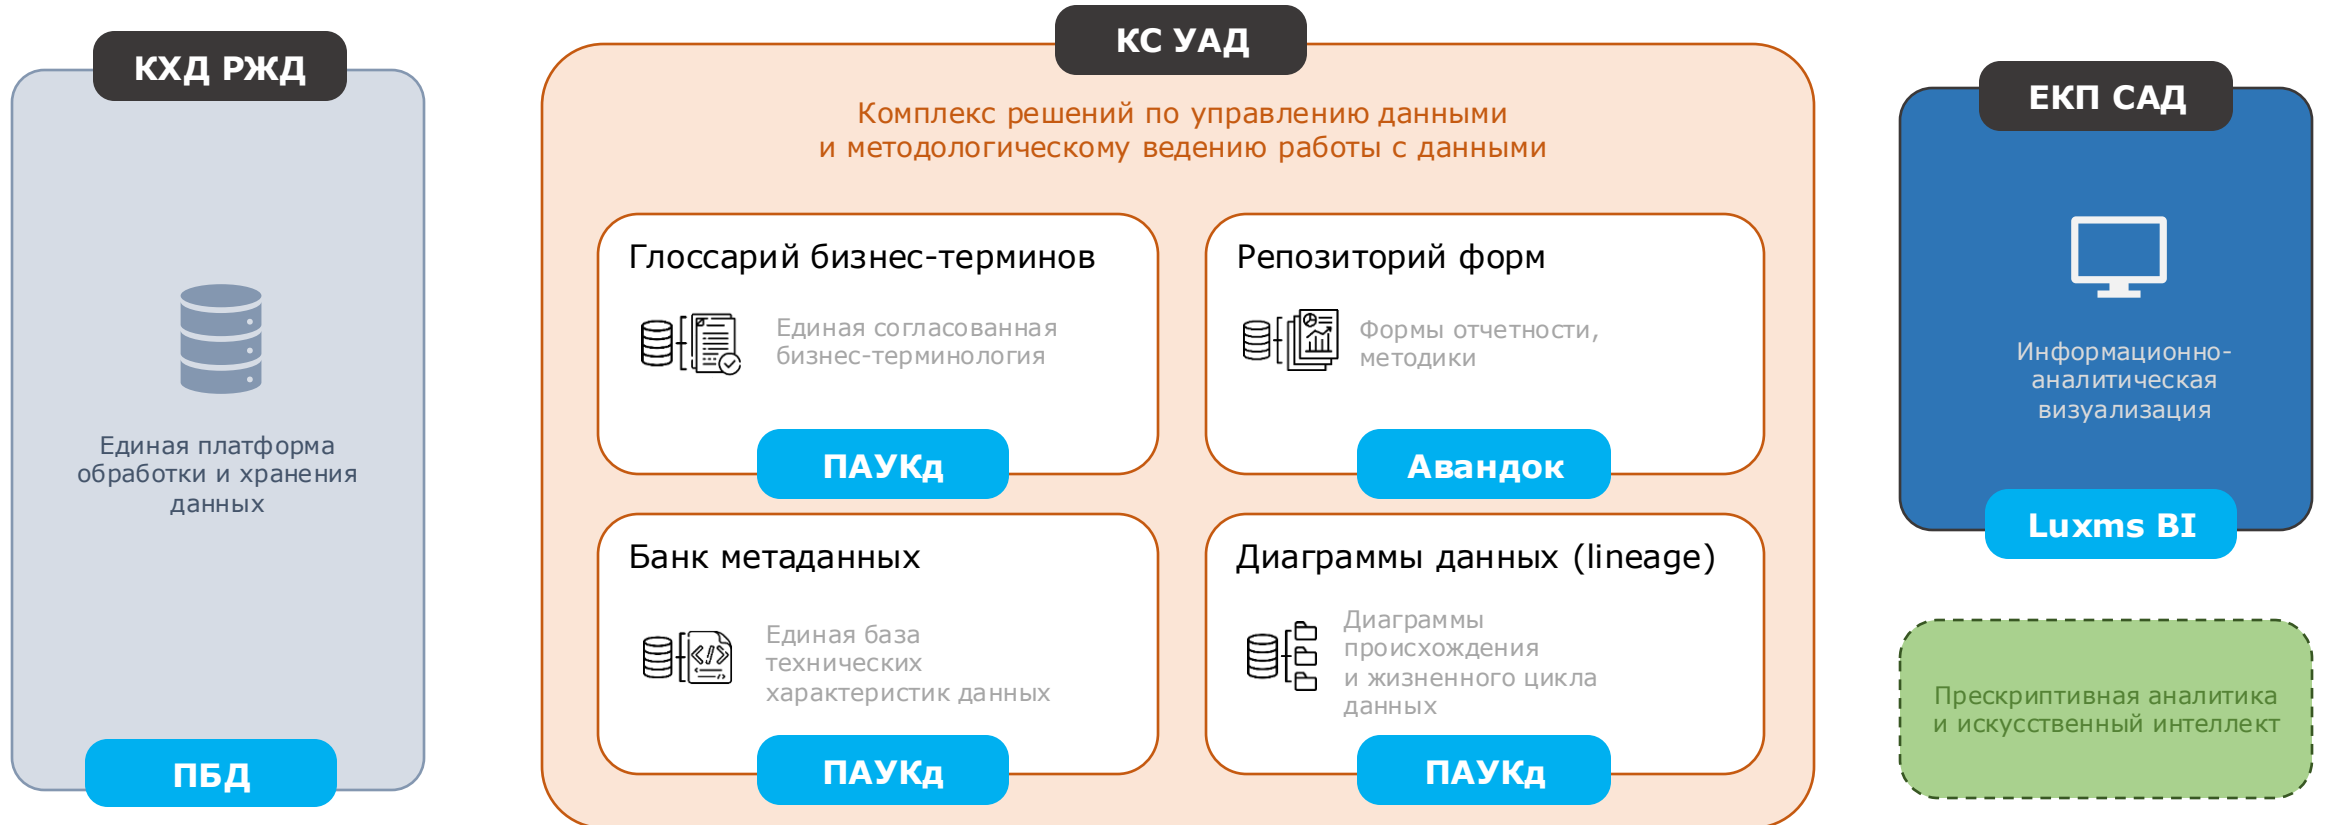 КХД РЖД
Единая платформа
обработки и хранения
данных
ПБД
КС УАД
Комплекс решений по управлению данными
и методологическому ведению работы с данными
Глоссарий бизнес-терминов
Единая согласованная
бизнес-терминология
ПАУКд
Репозиторий форм
Формы отчетности,
методики
Авандок
Банк метаданных
Единая база
технических
характеристик данных
ПАУКд
Диаграммы данных (lineage)
Диаграммы
происхождения
и жизненного цикла
данных
ПАУКд
ЕКП САД
Информационно-
аналитическая
визуализация
Luxms BI
Прескриптивная аналитика
и искусственный интеллект